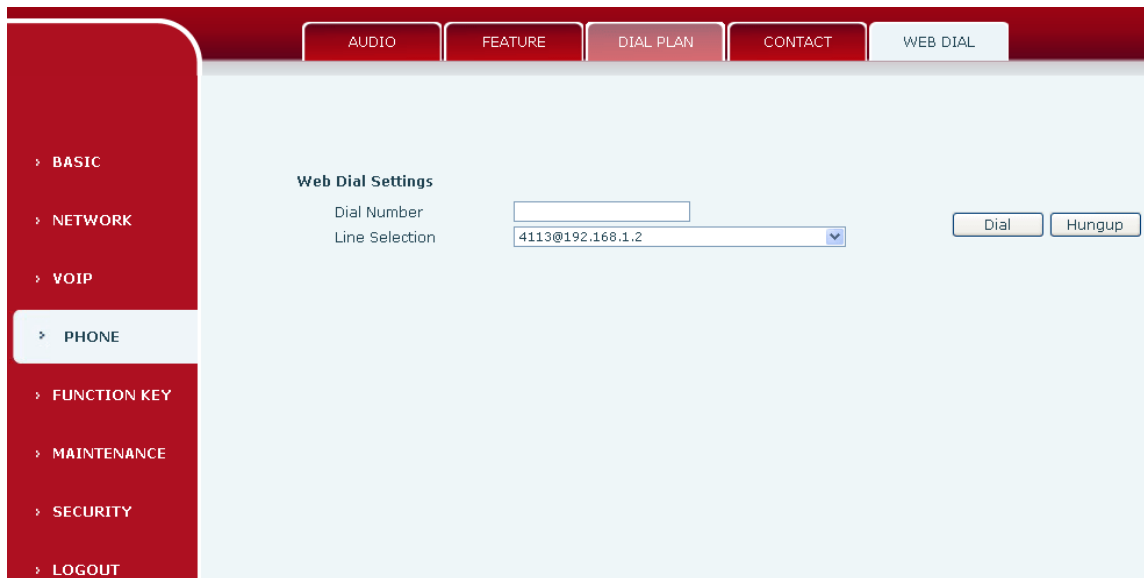 AUDIO FEATURE DIAL PLAN CONTACT WEB DIAL
› BASIC
› NETWORK
› VOIP
› PHONE
› FUNCTION KEY
› MAINTENANCE
› SECURITY
› LOGOUT
Web Dial Settings
Dial Number
Line Selection 4113@192.168.1.2
Dial Hungup